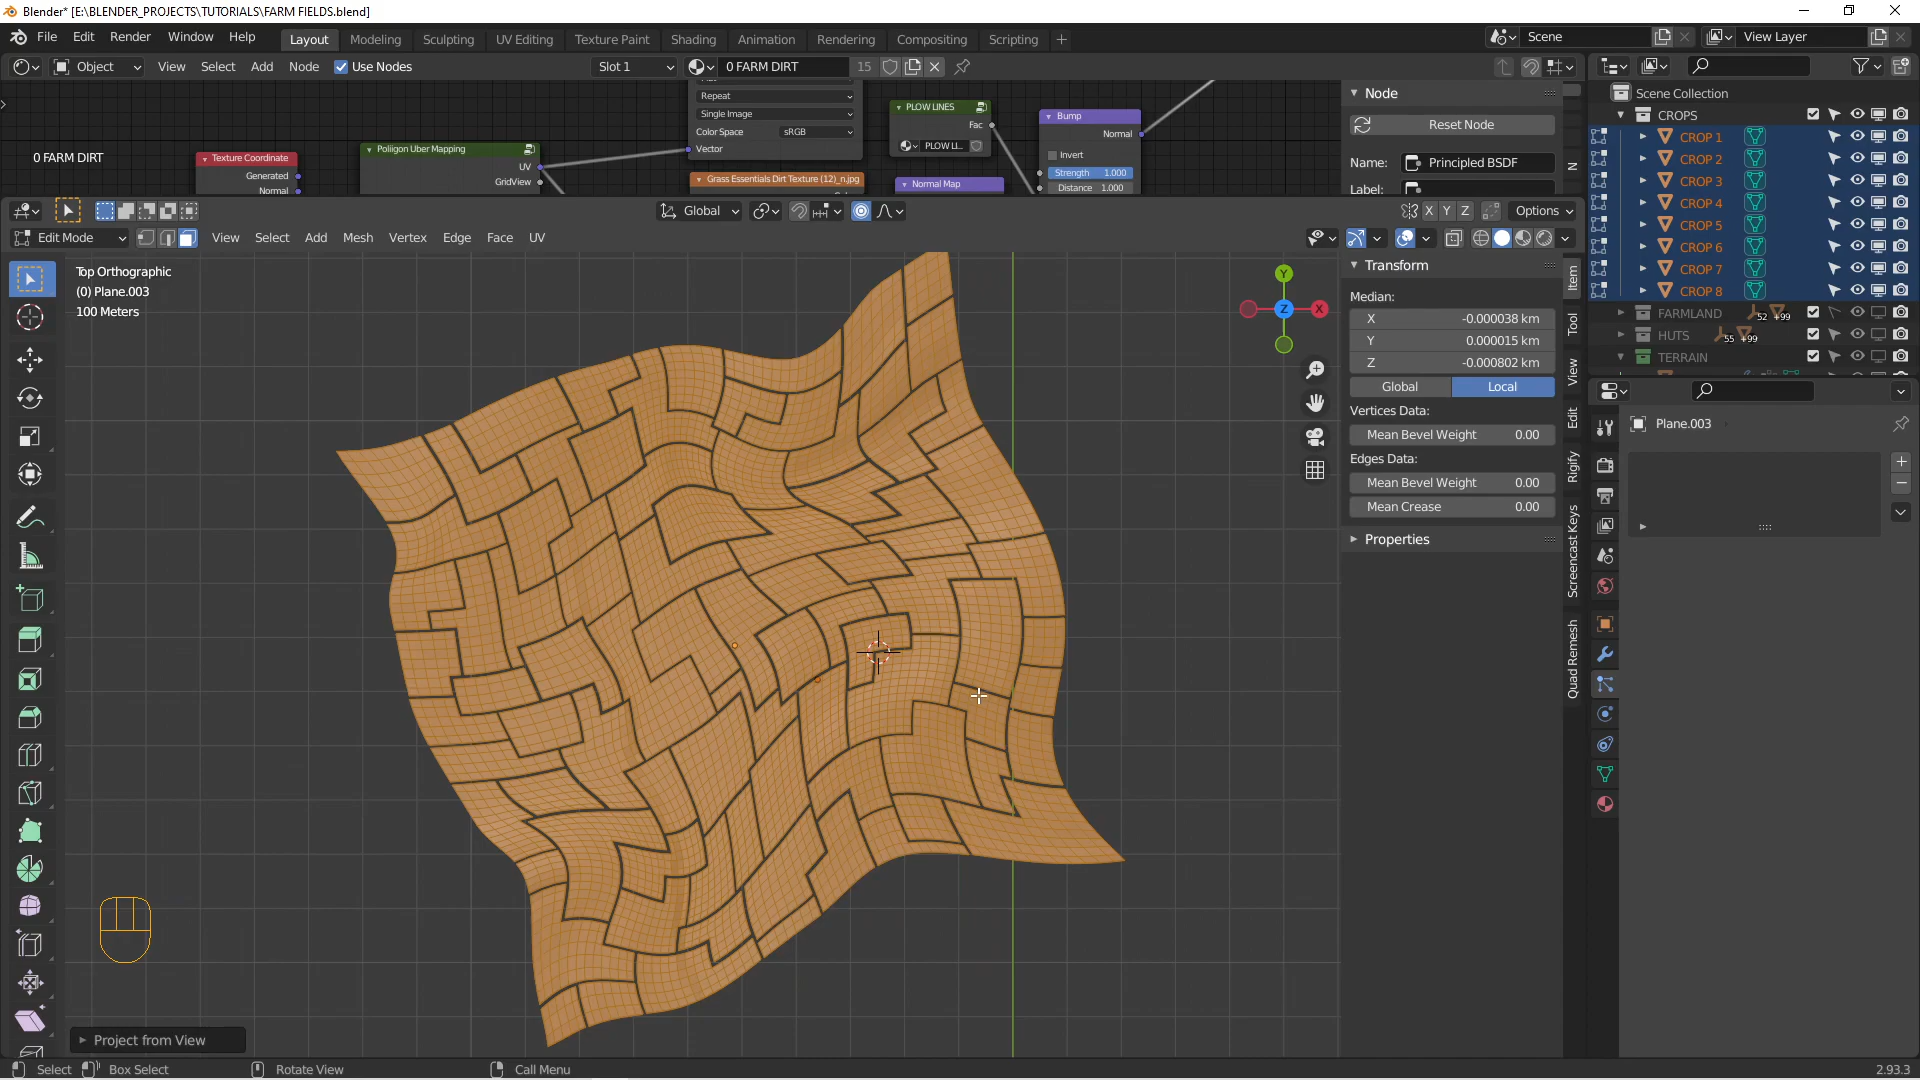 Blender* [E:\BLENDER_PROJECTS\TUTORIALS\FARM FIELDS.blend]
File Edit Render Window Help Layout Modeling Sculpting UV Editing Texture Paint Shading Animation Rendering Compositing Scripting + Scene View Layer
Object View Select Add Node Use Nodes Slot 1 0 FARM DIRT 15
0 FARM DIRT
Texture Coordinate
Generated
Normal
Poliigon Uber Mapping
UV
GridView
Repeat
Single Image
Color Space sRGB
Vector
Grass Essentials Dirt Texture (12)_n.jpg
PLOW LINES
Fac
PLOW LI...
Normal Map
Bump
Normal
Invert
Strength 1.000
Distance 1.000
Node
Reset Node
Name: Principled BSDF
Label:
N
Scene Collection
CROPS
CROP 1
CROP 2
CROP 3
CROP 4
CROP 5
CROP 6
CROP 7
CROP 8
FARMLAND 52 +99
HUTS 55 +99
TERRAIN
Global X Y Z Options
Edit Mode View Select Add Mesh Vertex Edge Face UV
Top Orthographic
(0) Plane.003
100 Meters
Y
X
Z
Transform
Median:
X -0.000038 km
Y 0.000015 km
Z -0.000802 km
Global Local
Vertices Data:
Mean Bevel Weight 0.00
Edges Data:
Mean Bevel Weight 0.00
Mean Crease 0.00
Properties
Item
Tool
View
Edit
Rigify
Screencast Keys
Quad Remesh
Plane.003
Project from View
Select Box Select Rotate View Call Menu 2.93.3